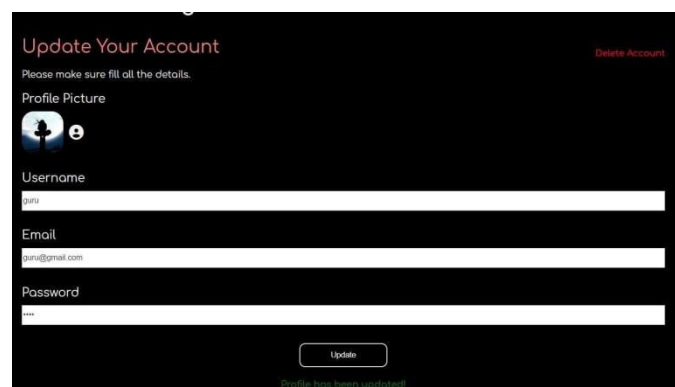 Update Your Account
Delete Account
Please make sure fill all the details.
Profile Picture
Username
guru
Email
guru@gmail.com
Password
••••
Update
Profile has been updated!